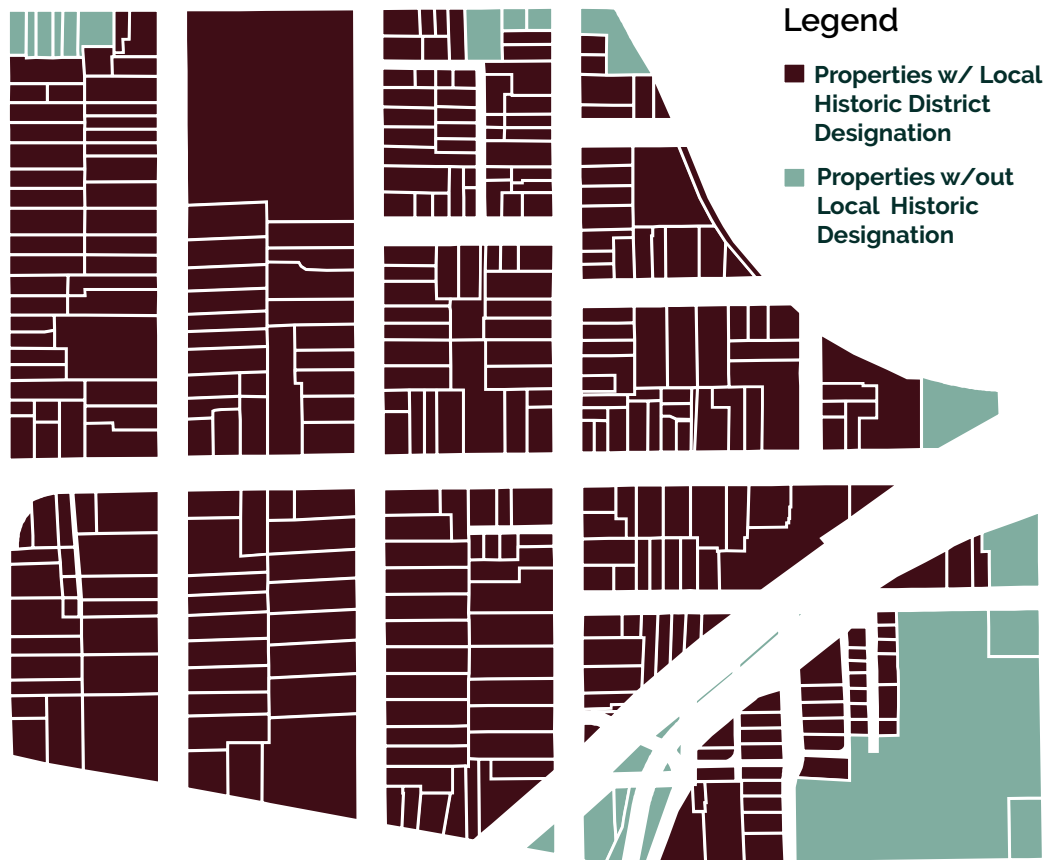 Legend
Properties w/ Local
Historic District
Designation
Properties w/out
Local Historic
Designation